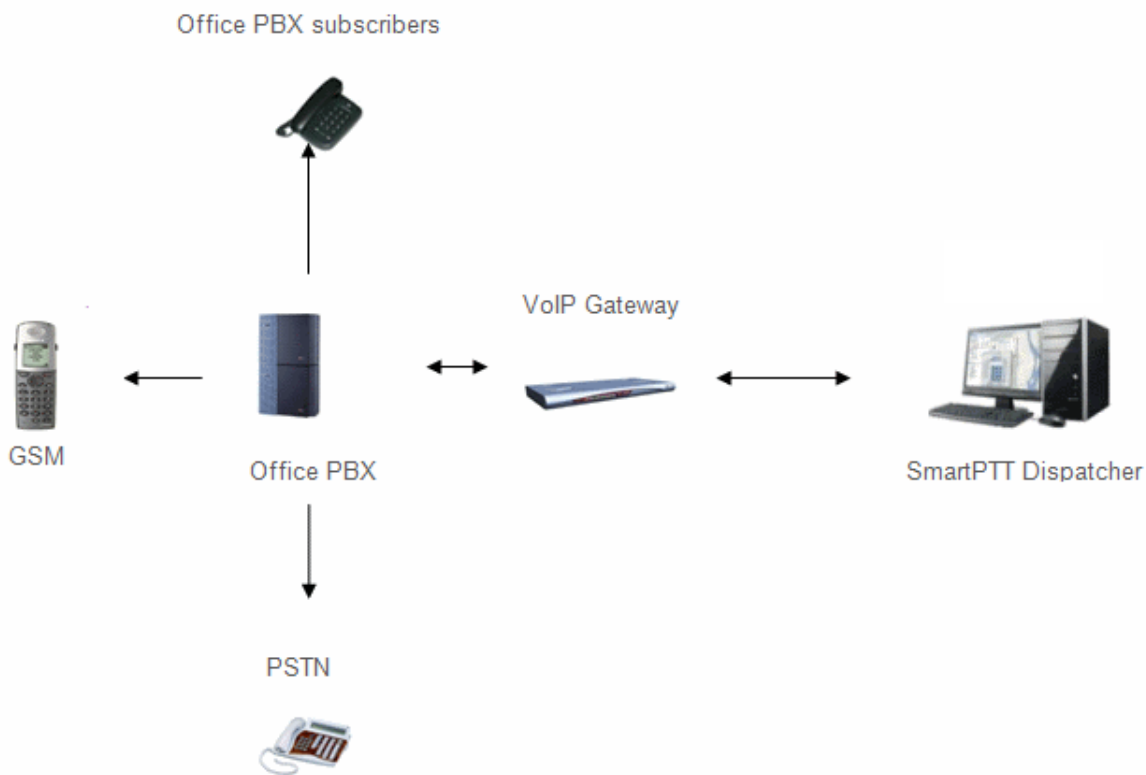 Office PBX subscribers
VoIP Gateway
GSM
Office PBX
SmartPTT Dispatcher
PSTN